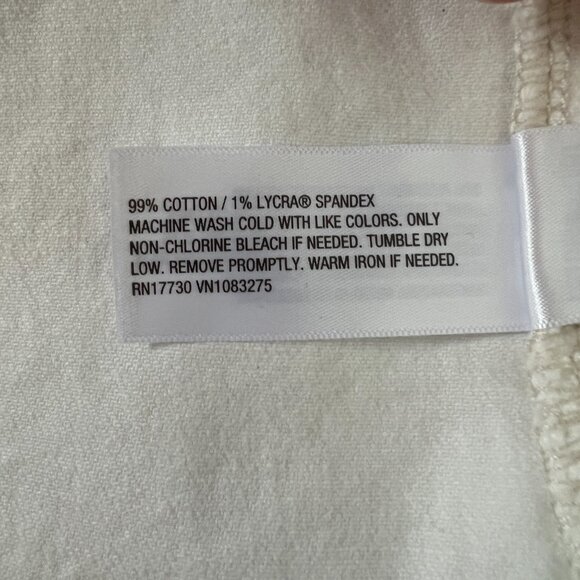 99% COTTON / 1% LYCRA® SPANDEX
MACHINE WASH COLD WITH LIKE COLORS. ONLY
NON-CHLORINE BLEACH IF NEEDED. TUMBLE DRY
LOW. REMOVE PROMPTLY. WARM IRON IF NEEDED.
RN17730 VN1083275